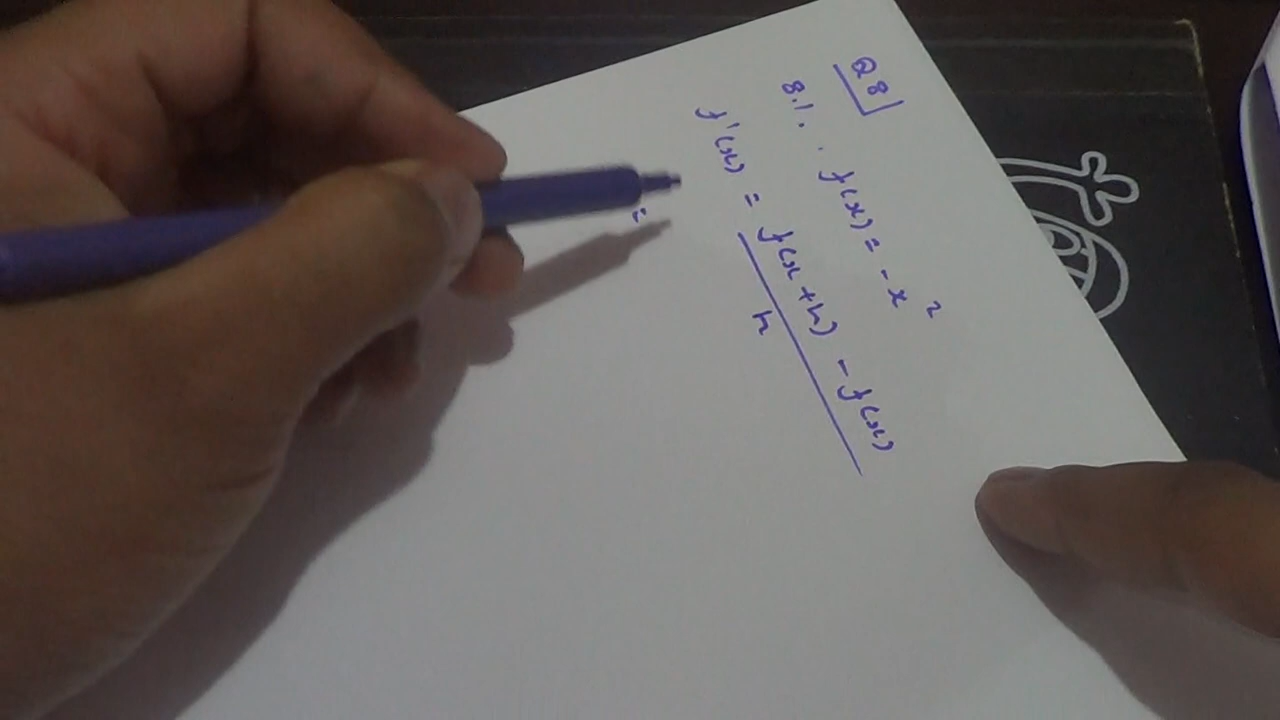 Q8
8.1. f(x) = -x²
f'(x) = f(x+h) - f(x)
h
=